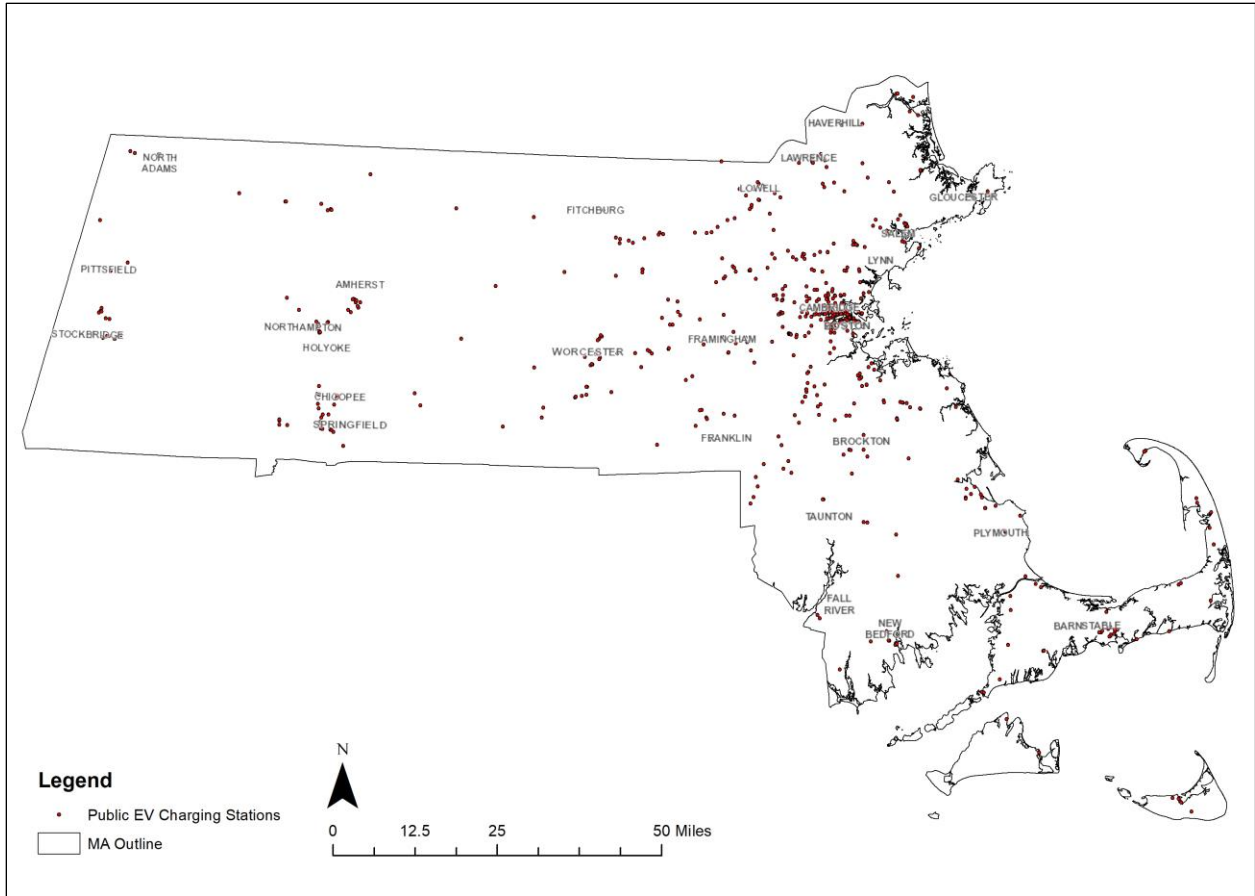 HAVERHILL
NORTH
ADAMS
LAWRENCE
LOWELL
GLOUCESTER
FITCHBURG
SALEM
LYNN
PITTSFIELD
AMHERST
CAMBRIDGE
BOSTON
NORTHAMPTON
STOCKBRIDGE
HOLYOKE
WORCESTER
FRAMINGHAM
CHICOPEE
SPRINGFIELD
FRANKLIN
BROCKTON
TAUNTON
PLYMOUTH
FALL
RIVER
NEW
BEDFORD
BARNSTABLE
N
Legend
Public EV Charging Stations
MA Outline
0 12.5 25 50 Miles